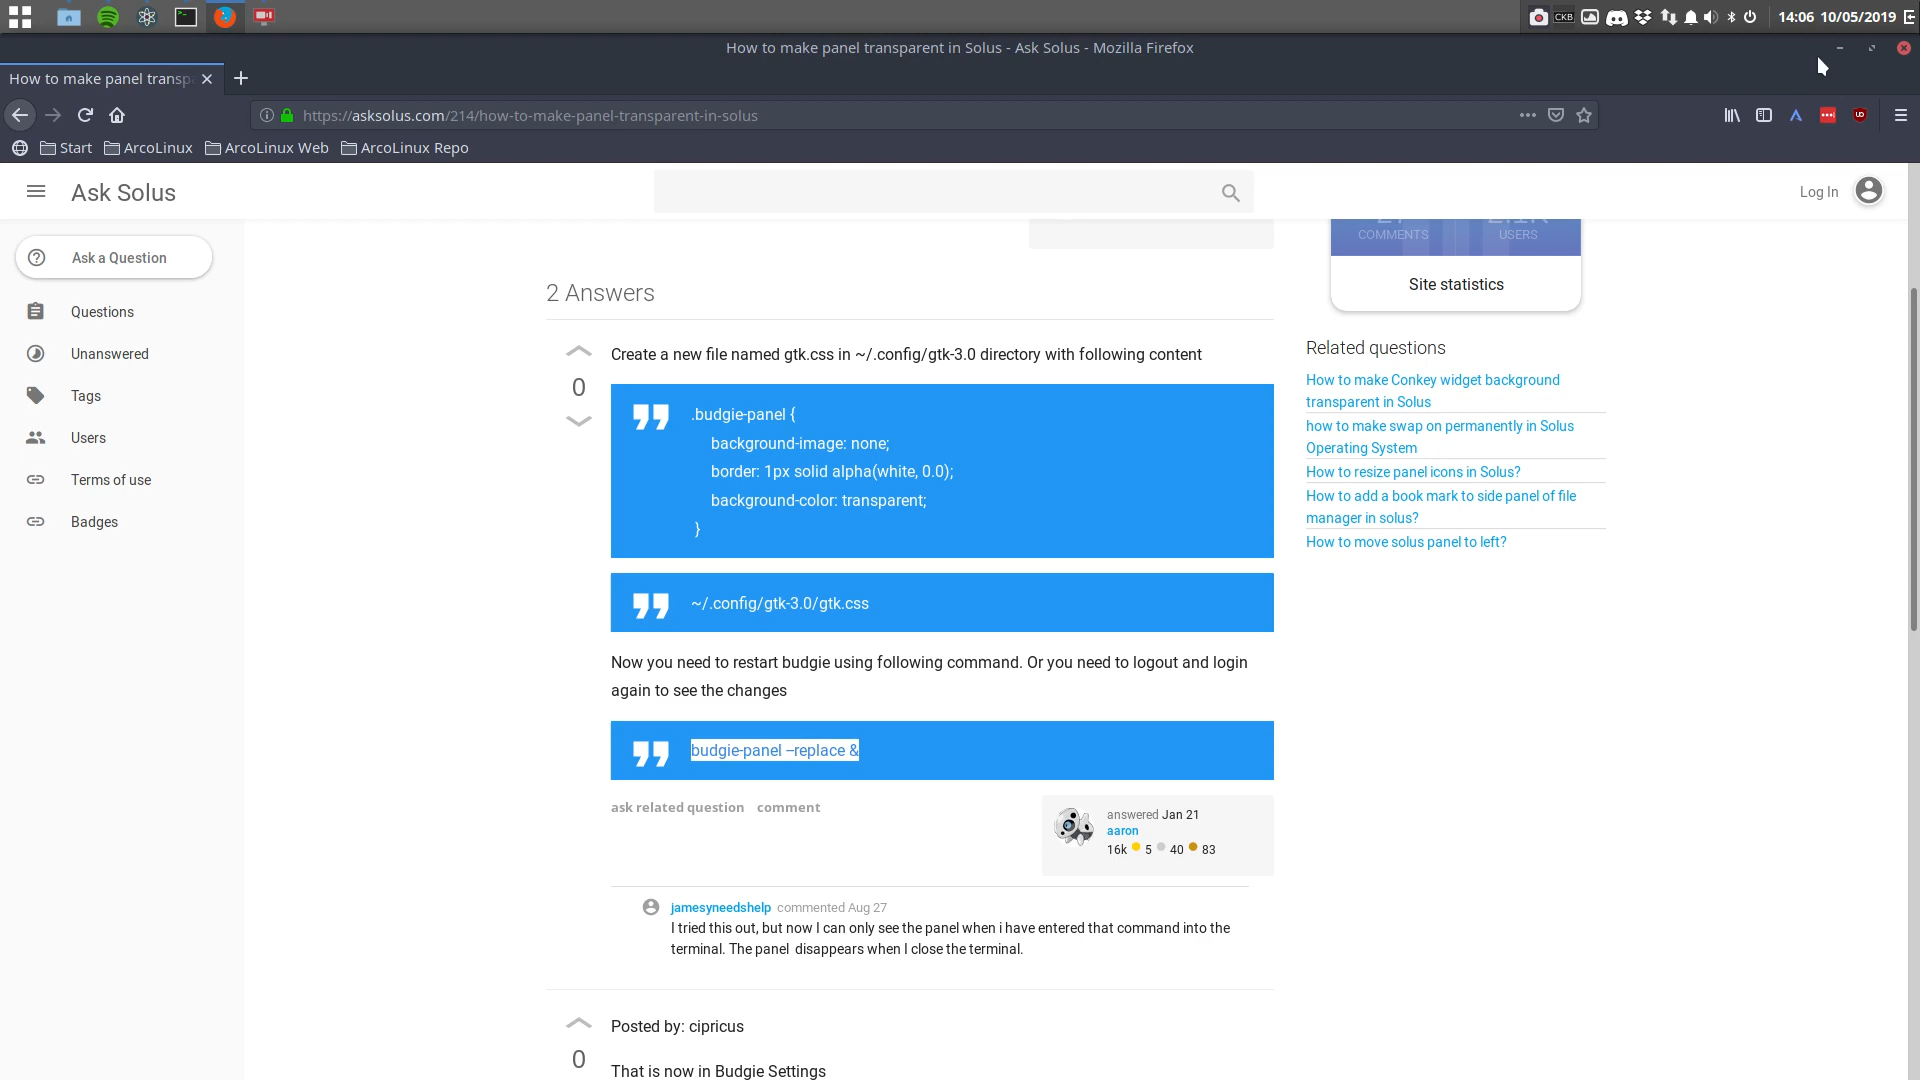 CKB
14:06 10/05/2019
How to make panel transparent in Solus - Ask Solus - Mozilla Firefox
How to make panel transp
https://asksolus.com/214/how-to-make-panel-transparent-in-solus
Start
ArcoLinux
ArcoLinux Web
ArcoLinux Repo
Ask Solus
Log In
Ask a Question
Questions
Unanswered
Tags
Users
Terms of use
Badges
COMMENTS
USERS
Site statistics
2 Answers
0
Create a new file named gtk.css in ~/.config/gtk-3.0 directory with following content
.budgie-panel {
background-image: none;
border: 1px solid alpha(white, 0.0);
background-color: transparent;
}
~/.config/gtk-3.0/gtk.css
Now you need to restart budgie using following command. Or you need to logout and login
again to see the changes
budgie-panel –replace &
ask related question comment
answered Jan 21
aaron
16k 5 40 83
jamesyneedshelp commented Aug 27
I tried this out, but now I can only see the panel when i have entered that command into the
terminal. The panel disappears when I close the terminal.
0
Posted by: cipricus
That is now in Budgie Settings
Related questions
How to make Conkey widget background
transparent in Solus
how to make swap on permanently in Solus
Operating System
How to resize panel icons in Solus?
How to add a book mark to side panel of file
manager in solus?
How to move solus panel to left?